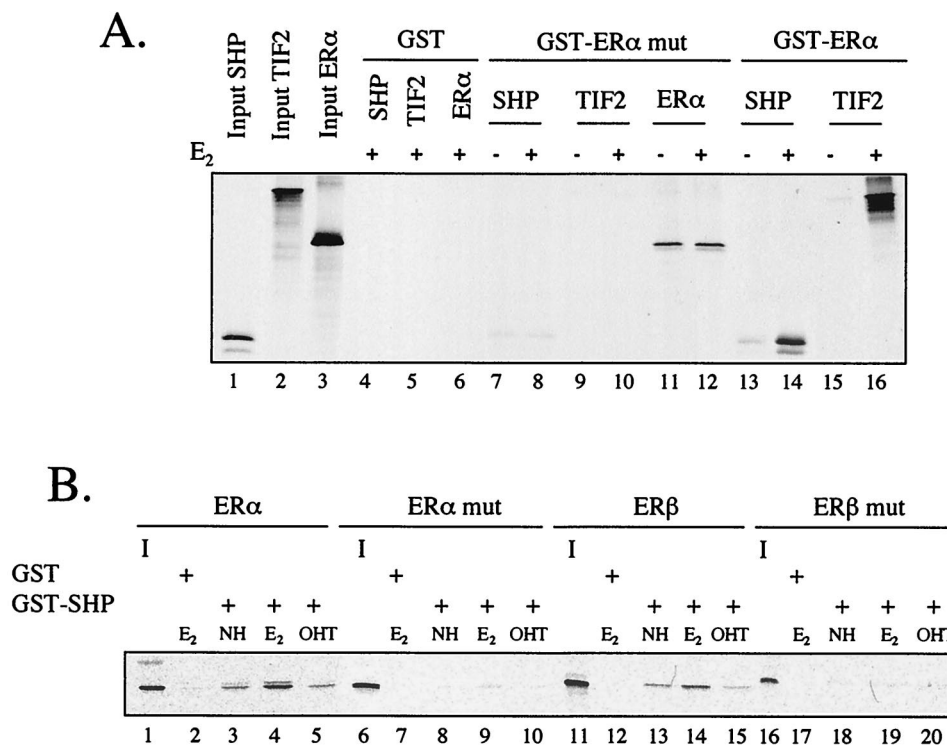 A.
GST GST-ERα mut GST-ERα
Input SHP Input TIF2 Input ERα SHP TIF2 ERα SHP TIF2 ERα SHP TIF2
E₂ + + + - + - + - + - + - +
1 2 3 4 5 6 7 8 9 10 11 12 13 14 15 16
B.
ERα ERα mut ERβ ERβ mut
I I I I
GST + + + +
GST-SHP + + + + + + + + + + + +
E₂ NH E₂ OHT E₂ NH E₂ OHT E₂ NH E₂ OHT E₂ NH E₂ OHT
1 2 3 4 5 6 7 8 9 10 11 12 13 14 15 16 17 18 19 20